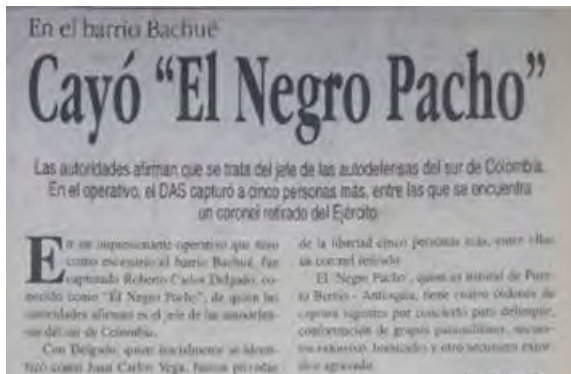 En el barrio Bachué
Cayó “El Negro Pacho”
Las autoridades afirman que se trata del jefe de las autodefensas del sur de Colombia.
En el operativo, el DAS capturó a cinco personas más, entre las que se encuentra
un coronel retirado del Ejército.
En un impresionante operativo que tuvo
como escenario el barrio Bachué, fue
capturado Roberto Carlos Delgado, co-
nocido como "El Negro Pacho", de quien las
autoridades afirman es el jefe de las autodefen-
sas del sur de Colombia.
Con Delgado, quien inicialmente se identi-
ficó como Juan Carlos Vega, fueron privadas
de la libertad cinco personas más, entre ellas
un coronel retirado.
El "Negro Pacho", quien es natural de Puer-
to Berrío - Antioquia, tiene cuatro órdenes de
captura vigentes por concierto para delinquir,
conformación de grupos paramilitares, secues-
tro extorsivo, homicidio y otro secuestro extor-
sivo agravado.